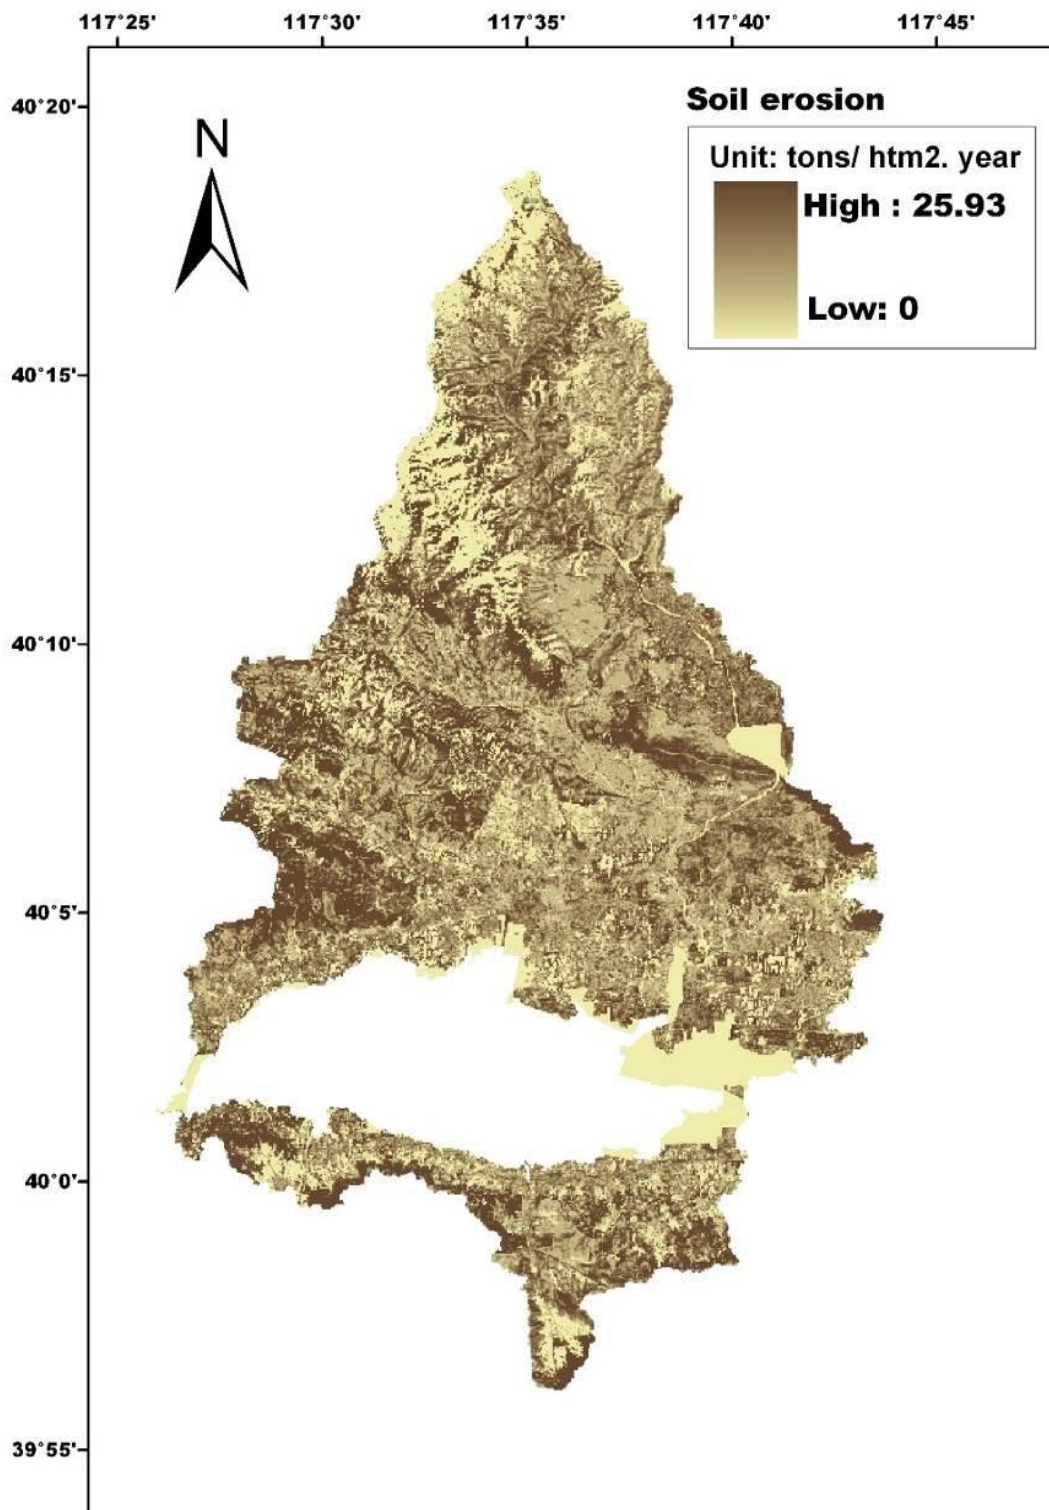 117°25' 117°30' 117°35' 117°40' 117°45'
40°20'
Soil erosion
N
Unit: tons/ htm2. year
High : 25.93
Low: 0
40°15'
40°10'
40°5'
40°0'
39°55'